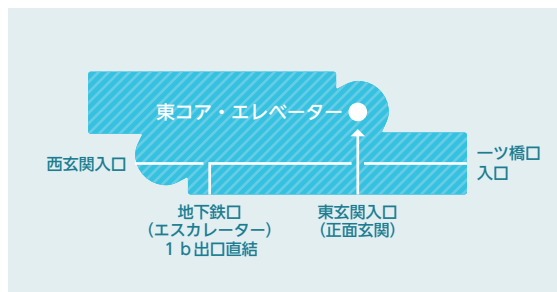 東コア・エレベーター
西玄関入口
一ツ橋口
入口
地下鉄口
（エスカレーター）
１ｂ出口直結
東玄関入口
（正面玄関）